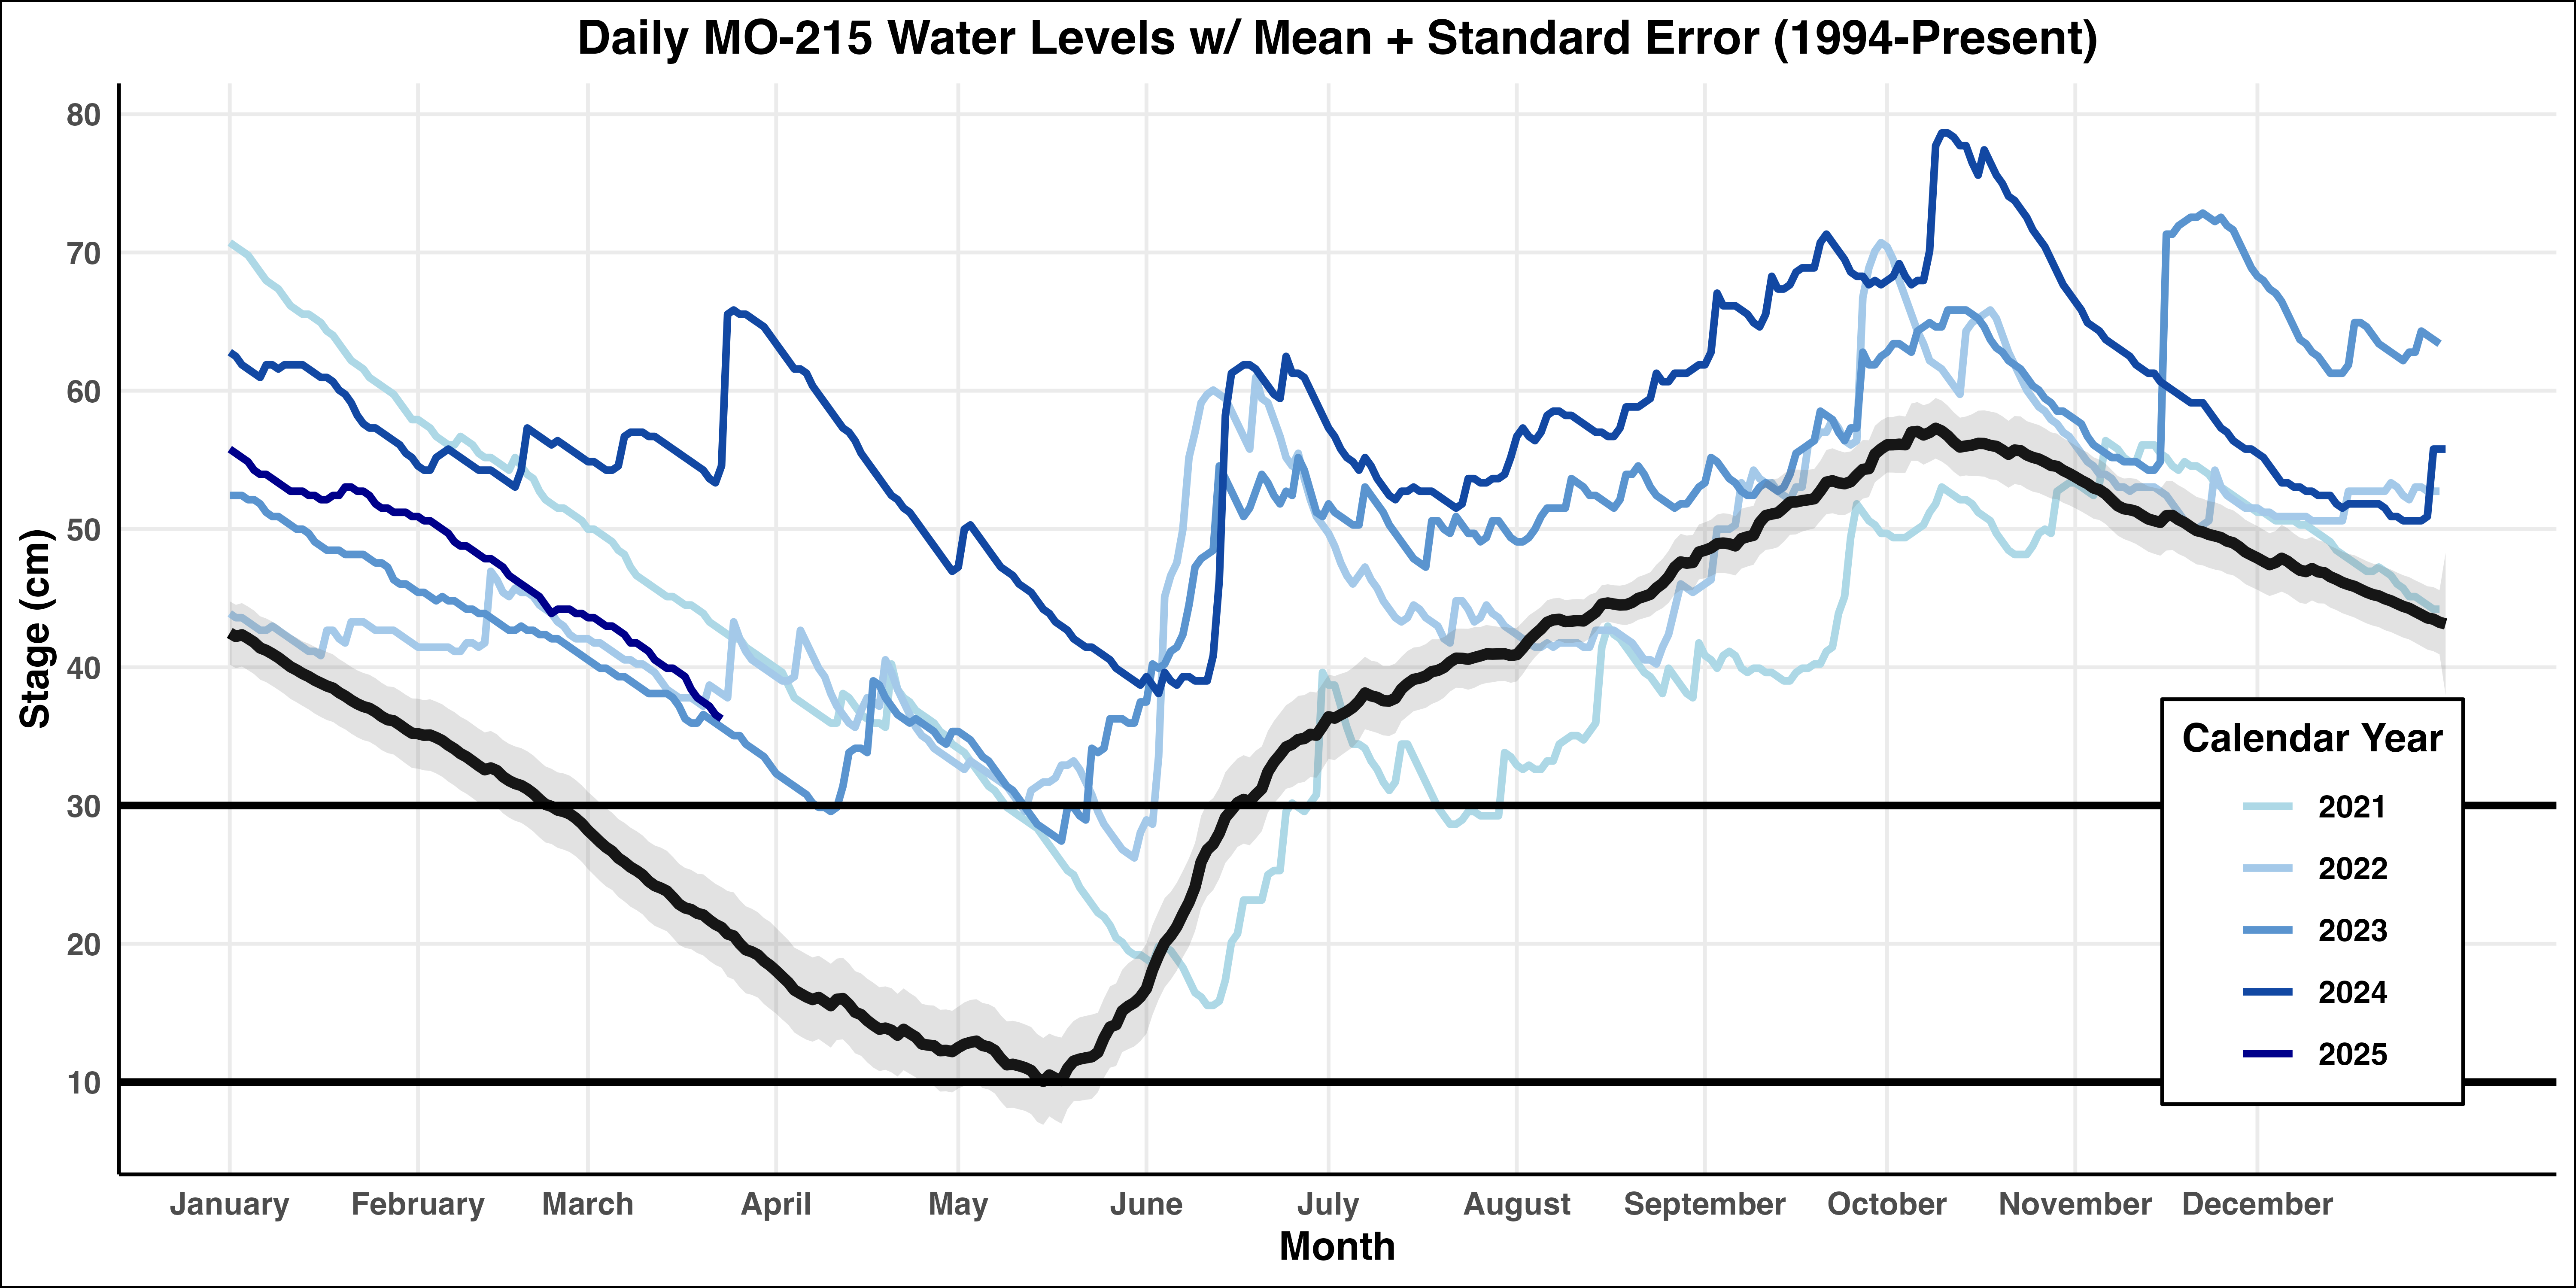 Daily MO-215 Water Levels w/ Mean + Standard Error (1994-Present)
Stage (cm)
80
70
60
50
40
30
20
10
January February March April May June July August September October November December
Month
Calendar Year
2021
2022
2023
2024
2025